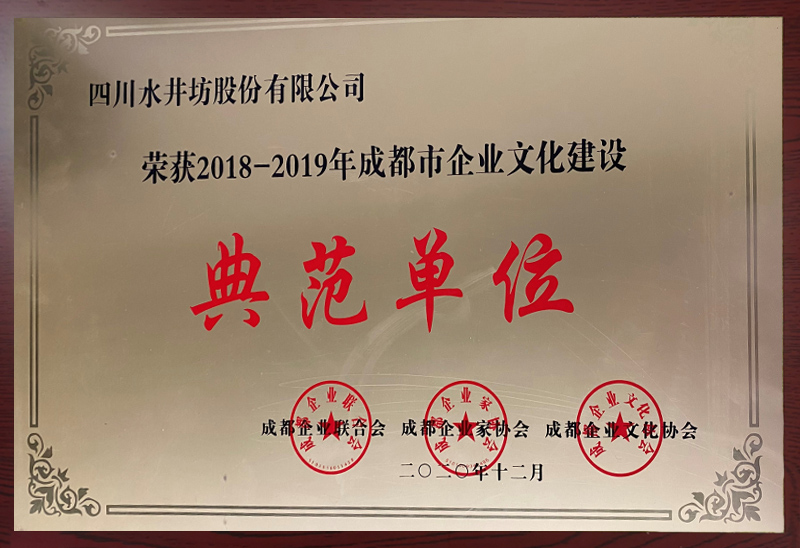 四川水井坊股份有限公司
荣获2018-2019年成都市企业文化建设
典范单位
成都企业联合会 成都企业家协会 成都企业文化协会
二〇二〇年十二月